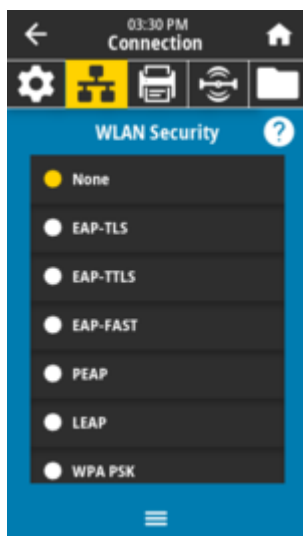 03:30 PM
Connection
WLAN Security
?
None
EAP-TLS
EAP-TTLS
EAP-FAST
PEAP
LEAP
WPA PSK